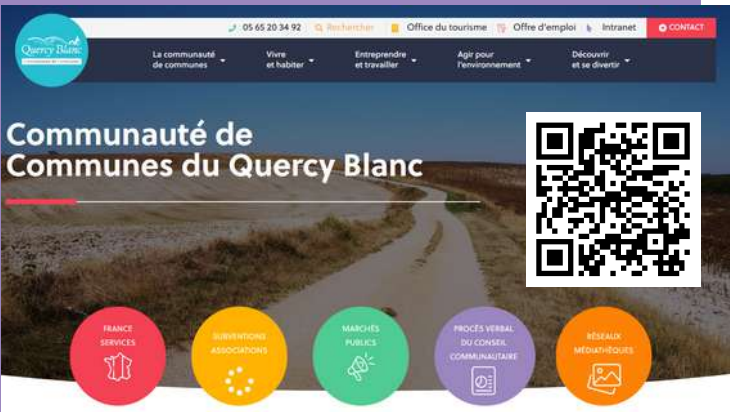 05 65 20 34 92
Rechercher
Office du tourisme
Offre d'emploi
Intranet
CONTACT
Quercy Blanc
La communauté
de communes
Vivre
et habiter
Entreprendre
et travailler
Agir pour
l'environnement
Découvrir
et se divertir
Communauté de
Communes du Quercy Blanc
FRANCE
SERVICES
SUBVENTIONS
ASSOCIATIONS
MARCHÉS
PUBLICS
PROCÈS VERBAL
DU CONSEIL
COMMUNAUTAIRE
RÉSEAUX
MÉDIATHÈQUES